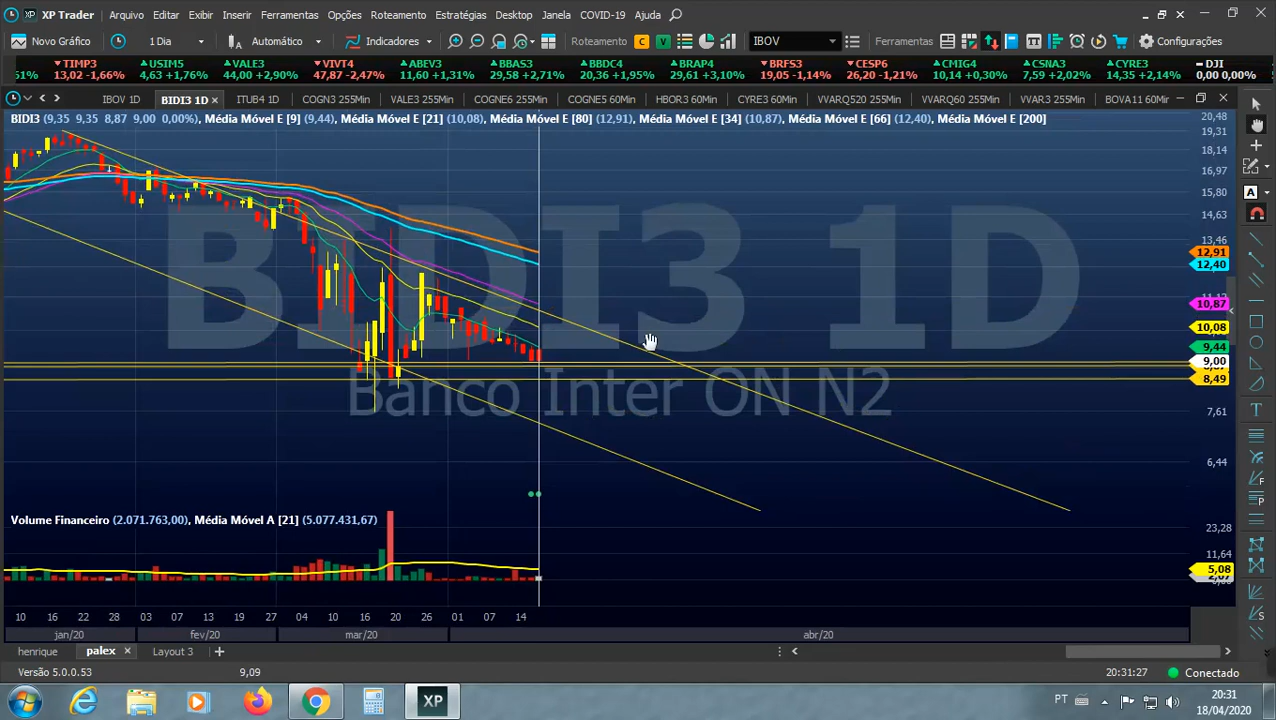 XP Trader Arquivo Editar Exibir Inserir Ferramentas Opções Roteamento Estratégias Desktop Janela COVID-19 Ajuda
Novo Gráfico 1 Dia Automático Indicadores Roteamento C V IBOV Ferramentas Configurações
51% TIMP3 USIM5 VALE3 VIVT4 ABEV3 BBAS3 BBDC4 BRAP4 BRFS3 CESP6 CMIG4 CSNA3 CYRE3 DJI
13,02 -1,66% 4,63 +1,76% 44,00 +2,90% 47,87 -2,47% 11,60 +1,31% 29,58 +2,71% 20,36 +1,95% 29,61 +3,10% 19,05 -1,14% 26,20 -1,21% 10,14 +0,30% 7,59 +2,02% 14,35 +2,14% 0,00 0,00%
IBOV 1D BIDI3 1D ITUB4 1D COGN3 255Min VALE3 255Min COGNE6 255Min COGNE5 60Min HBOR3 60Min CYRE3 60Min VVARQ520 255Min VVARQ60 255Min VVAR3 255Min BOVA11 60Min
BIDI3 (9,35 9,35 8,87 9,00 0,00%), Média Móvel E [9] (9,44), Média Móvel E [21] (10,08), Média Móvel E [80] (12,91), Média Móvel E [34] (10,87), Média Móvel E [66] (12,40), Média Móvel E [200]
20,48
19,31
18,14
16,97
15,80
14,63
13,46
12,91
12,40
10,87
10,08
9,44
9,00
8,49
7,61
6,44
BIDI3 1D
Banco Inter ON N2
Volume Financeiro (2.071.763,00), Média Móvel A [21] (5.077.431,67)
23,28
11,64
5,08
10 16 22 28 03 07 13 19 27 04 10 16 20 26 01 07 14
jan/20 fev/20 mar/20 abr/20
henrique palex Layout 3
Versão 5.0.0.53 9,09 20:31:27 Conectado
XP PT 20:31
18/04/2020